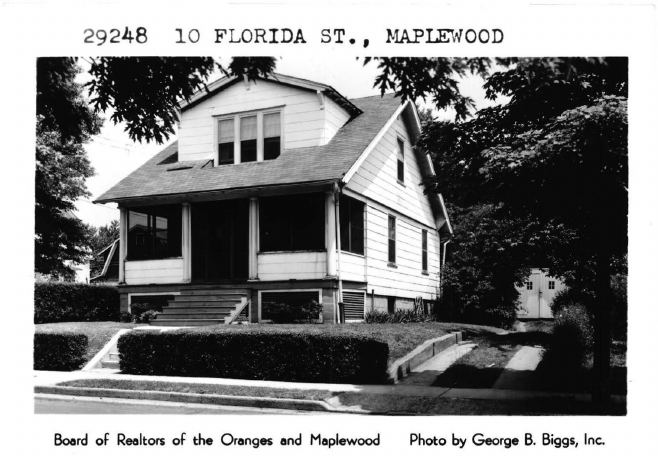 29248 10 FLORIDA ST., MAPLEWOOD
Board of Realtors of the Oranges and Maplewood Photo by George B. Biggs, Inc.